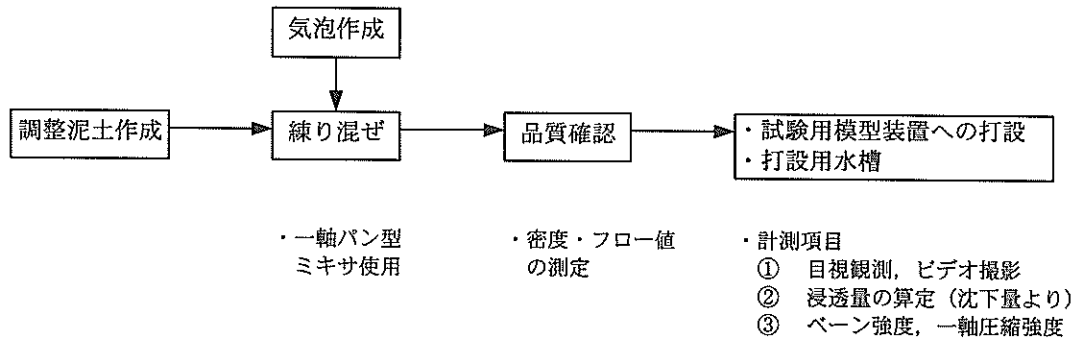 気泡作成
調整泥土作成
練り混ぜ
品質確認
・試験用模型装置への打設
・打設用水槽
・一軸パン型
ミキサ使用
・密度・フロー値
の測定
・計測項目
① 目視観測，ビデオ撮影
② 浸透量の算定（沈下量より）
③ ベーン強度，一軸圧縮強度